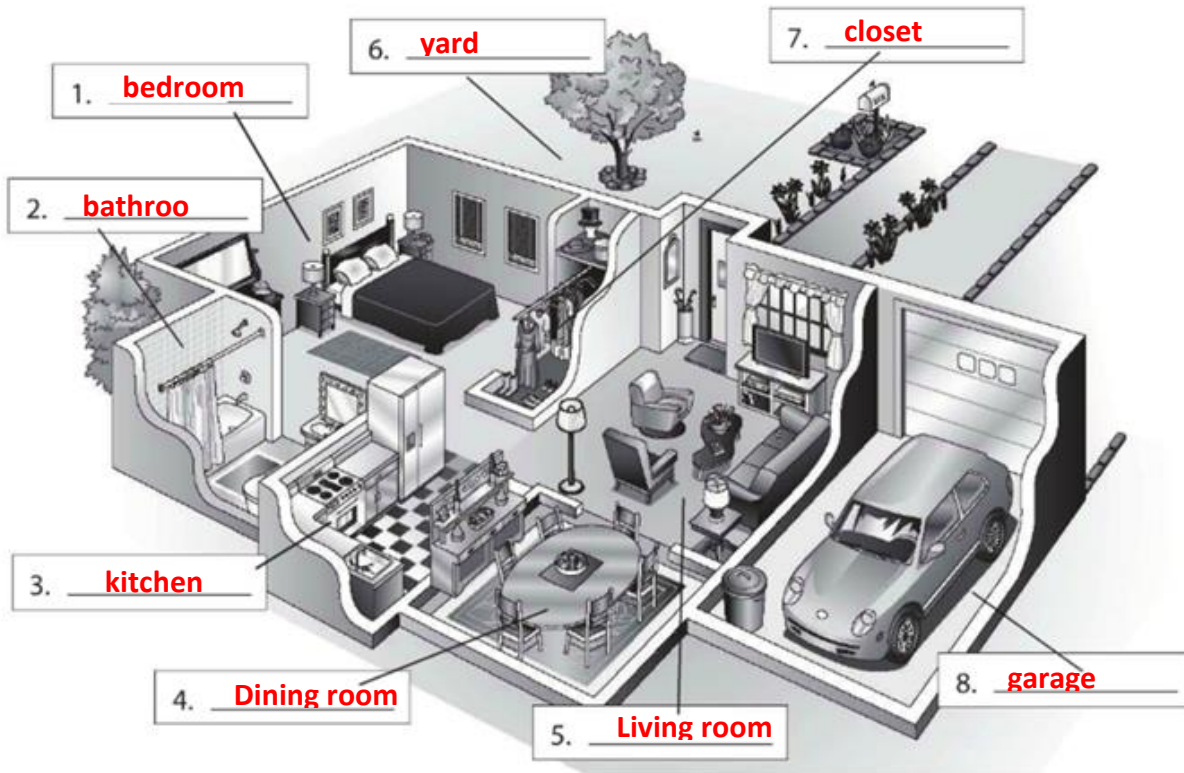 1. bedroom
2. bathroo
3. kitchen
4. Dining room
5. Living room
6. yard
7. closet
8. garage